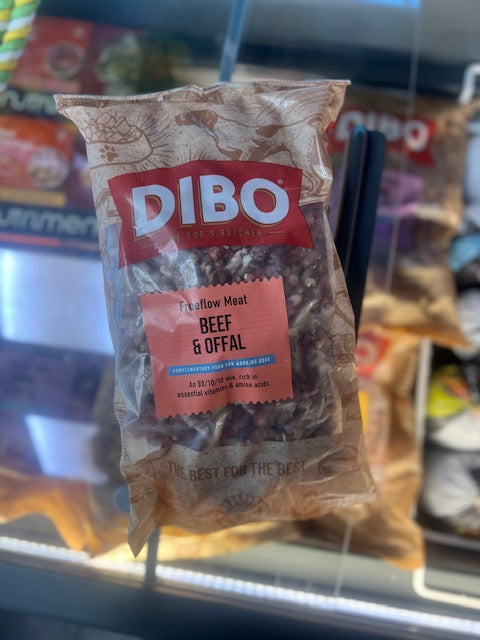 DIBO
DOG'S BUTCHER
Freeflow Meat
BEEF
& OFFAL
COMPLEMENTARY FOOD FOR WORKING DOGS
An 80/10/10 mix, rich in
essential vitamins & amino acids.
THE BEST FOR THE BEST
DIBO
nutriment